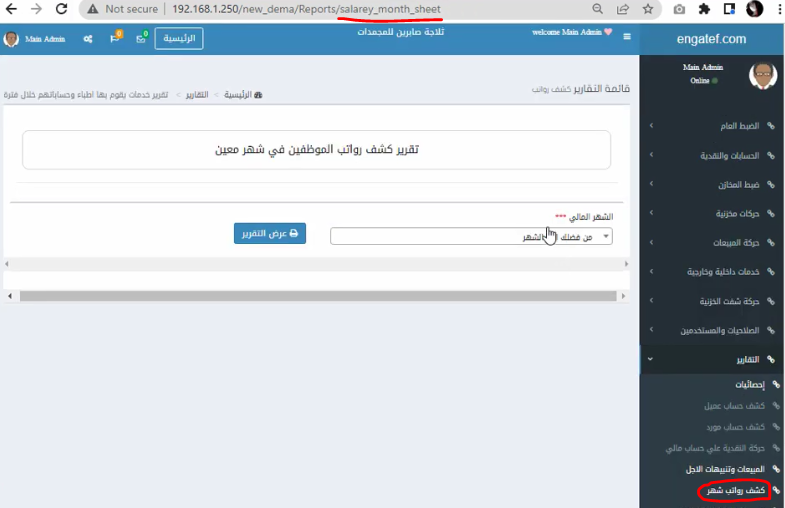 Not secure | 192.168.1.250/new_dema/Reports/salarey_month_sheet
engatef.com
welcome Main Admin
ثلاجة صابرين للمجمدات
الرئيسية
0
0
Main Admin
Main Admin
Online
قائمة التقارير كشف رواتب
الرئيسية > التقارير > تقرير خدمات يقوم بها اطباء وحساباتهم خلال فترة
تقرير كشف رواتب الموظفين في شهر معين
الشهر المالي ***
من فضلك الشهر
عرض التقرير
الضبط العام
الحسابات والنقدية
ضبط المخازن
حركات مخزنية
حركة المبيعات
خدمات داخلية وخارجية
حركة شفت الخزنية
الصلاحيات والمستخدمين
التقارير
إحصائيات
كشف حساب عميل
كشف حساب مورد
حركة النقدية علي حساب مالي
المبيعات وتنبيهات الاجل
كشف رواتب شهر